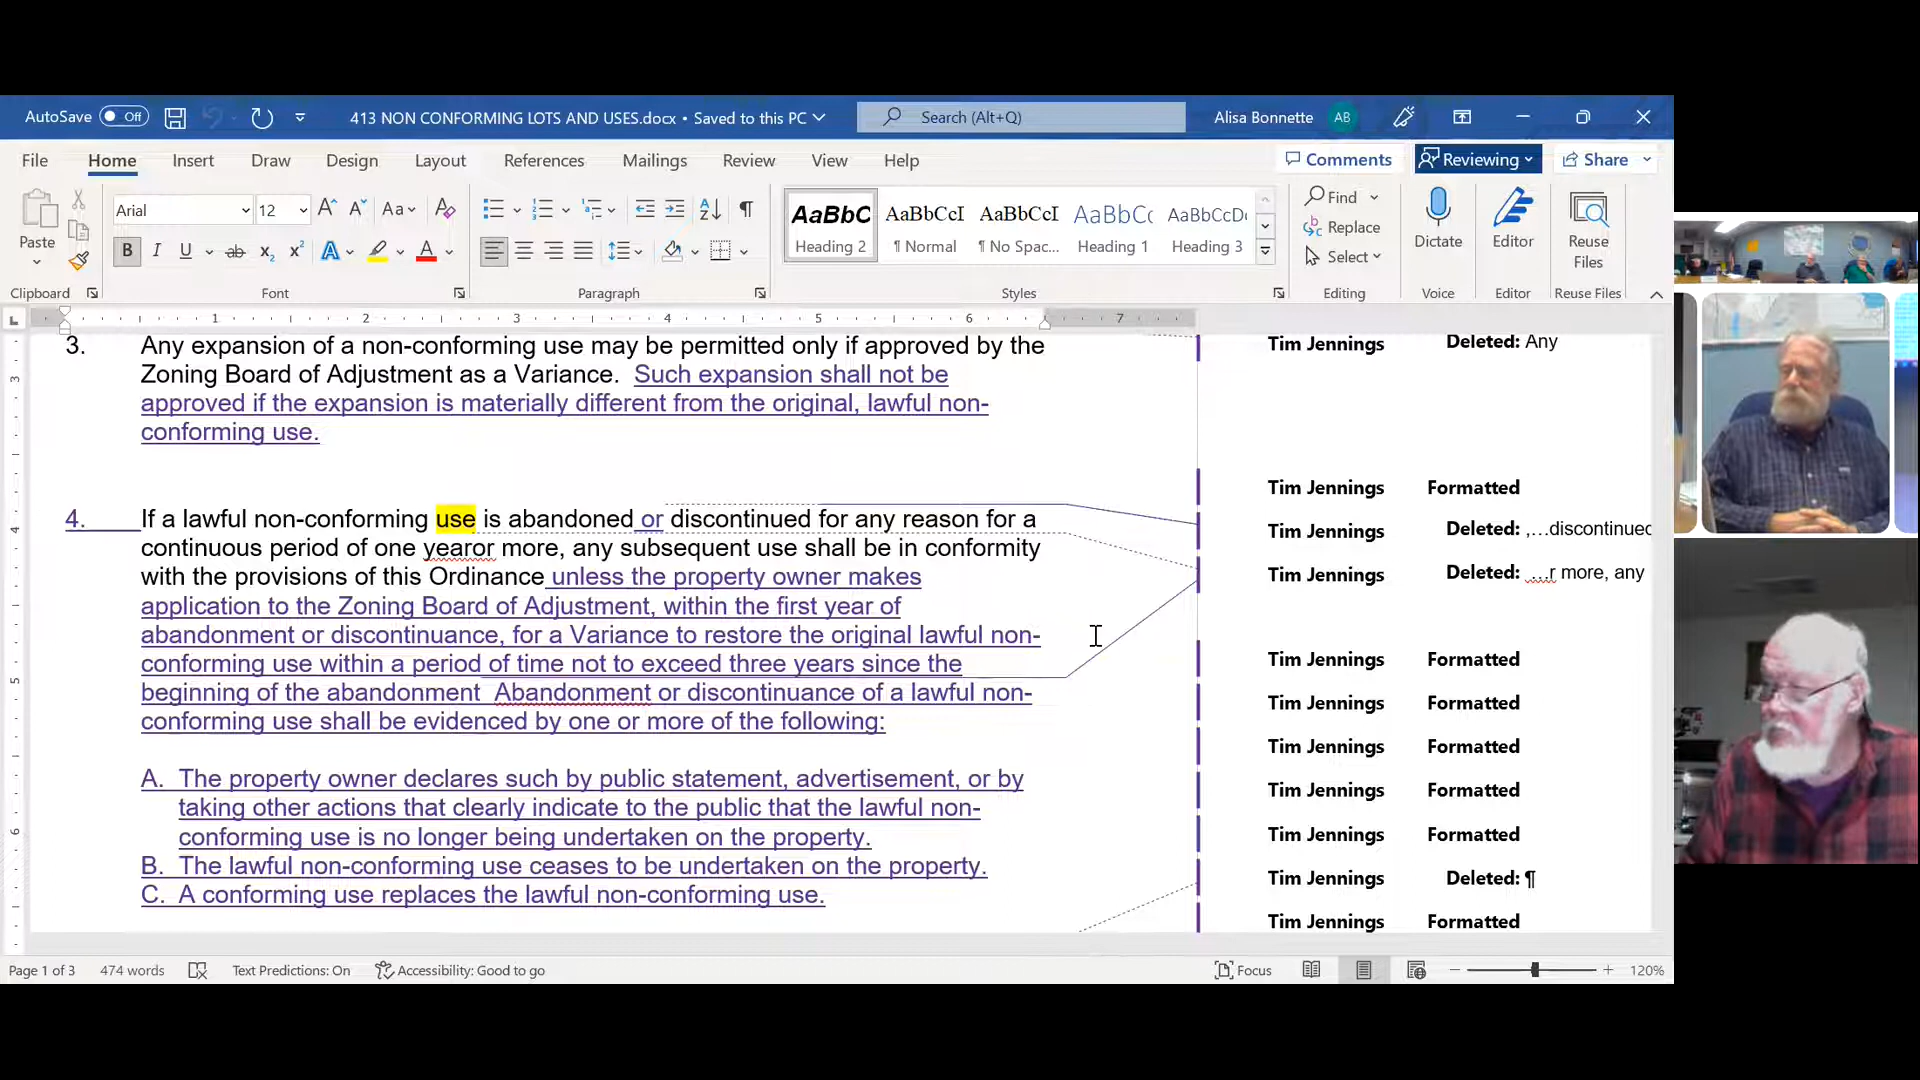 AutoSave Off 413 NON CONFORMING LOTS AND USES.docx • Saved to this PC Search (Alt+Q) Alisa Bonnette AB
File Home Insert Draw Design Layout References Mailings Review View Help Comments Reviewing Share
Arial 12 Aa A
Paste B I U ab x2 x2 A A
AaBbC AaBbCcI AaBbCcI AaBbCc AaBbCcD
Heading 2 ¶ Normal ¶ No Spac... Heading 1 Heading 3
Find
Replace
Select
Dictate Editor Reuse
Files
Clipboard Font Paragraph Styles Editing Voice Editor Reuse Files
L 1 2 3 4 5 6 7
3. Any expansion of a non-conforming use may be permitted only if approved by the
Zoning Board of Adjustment as a Variance. Such expansion shall not be
approved if the expansion is materially different from the original, lawful non-
conforming use.
4. If a lawful non-conforming use is abandoned or discontinued for any reason for a
continuous period of one yearor more, any subsequent use shall be in conformity
with the provisions of this Ordinance unless the property owner makes
application to the Zoning Board of Adjustment, within the first year of
abandonment or discontinuance, for a Variance to restore the original lawful non-
conforming use within a period of time not to exceed three years since the
beginning of the abandonment Abandonment or discontinuance of a lawful non-
conforming use shall be evidenced by one or more of the following:
A. The property owner declares such by public statement, advertisement, or by
taking other actions that clearly indicate to the public that the lawful non-
conforming use is no longer being undertaken on the property.
B. The lawful non-conforming use ceases to be undertaken on the property.
C. A conforming use replaces the lawful non-conforming use.
3
4
5
6
Tim Jennings Deleted: Any
Tim Jennings Formatted
Tim Jennings Deleted: ,...discontinued
Tim Jennings Deleted: ...r more, any
Tim Jennings Formatted
Tim Jennings Formatted
Tim Jennings Formatted
Tim Jennings Formatted
Tim Jennings Formatted
Tim Jennings Deleted: ¶
Tim Jennings Formatted
Page 1 of 3 474 words Text Predictions: On Accessibility: Good to go Focus 120%